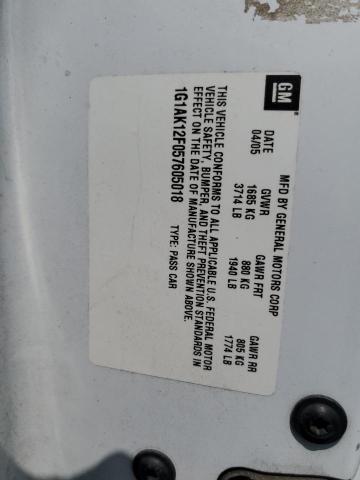 GM
MFD BY GENERAL MOTORS CORP
DATE GVWR GAWR FRT GAWR RR
04/05 1685 KG 880 KG 805 KG
3714 LB 1940 LB 1774 LB
THIS VEHICLE CONFORMS TO ALL APPLICABLE U.S. FEDERAL MOTOR
VEHICLE SAFETY, BUMPER, AND THEFT PREVENTION STANDARDS IN
EFFECT ON THE DATE OF MANUFACTURE SHOWN ABOVE.
1G1AK12F057605018 TYPE: PASS CAR